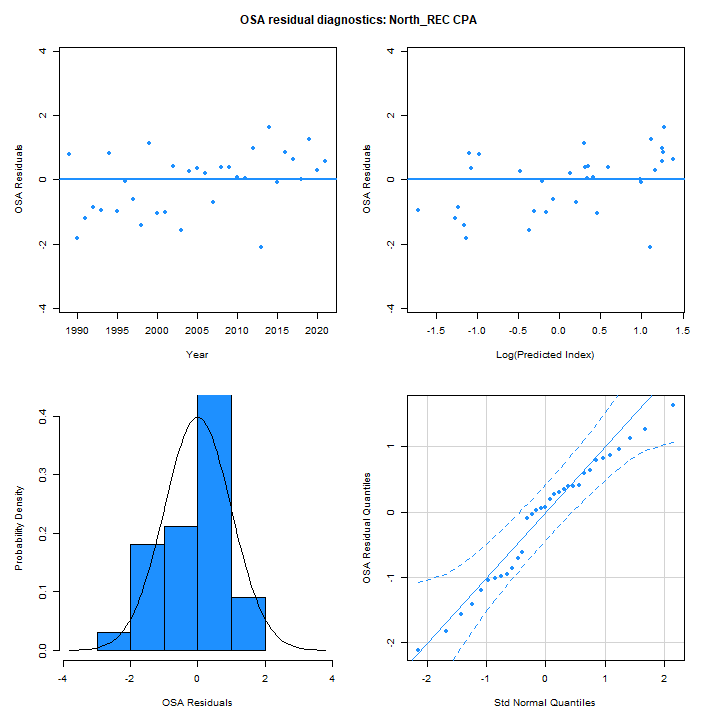 OSA residual diagnostics: North_REC CPA
4
2
0
-2
-4
OSA Residuals
1990 1995 2000 2005 2010 2015 2020
Year
4
2
0
-2
-4
OSA Residuals
-1.5 -1.0 -0.5 0.0 0.5 1.0 1.5
Log(Predicted Index)
0.4
0.3
0.2
0.1
0.0
Probability Density
-4 -2 0 2 4
OSA Residuals
1
0
-1
-2
OSA Residual Quantiles
-2 -1 0 1 2
Std Normal Quantiles